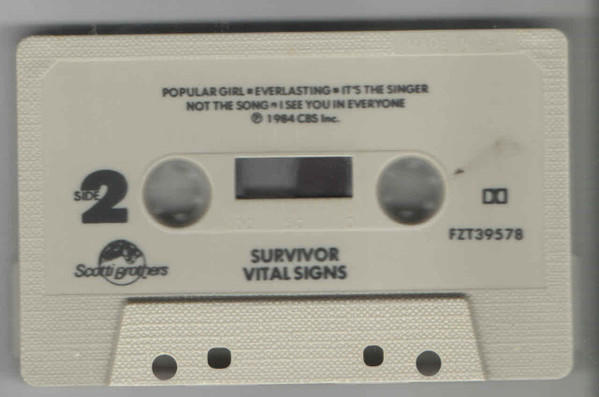 POPULAR GIRL ■ EVERLASTING ■ IT'S THE SINGER
NOT THE SONG ■ I SEE YOU IN EVERYONE
℗ 1984 CBS Inc.
SIDE 2
FZT39578
Scotti Brothers
SURVIVOR
VITAL SIGNS